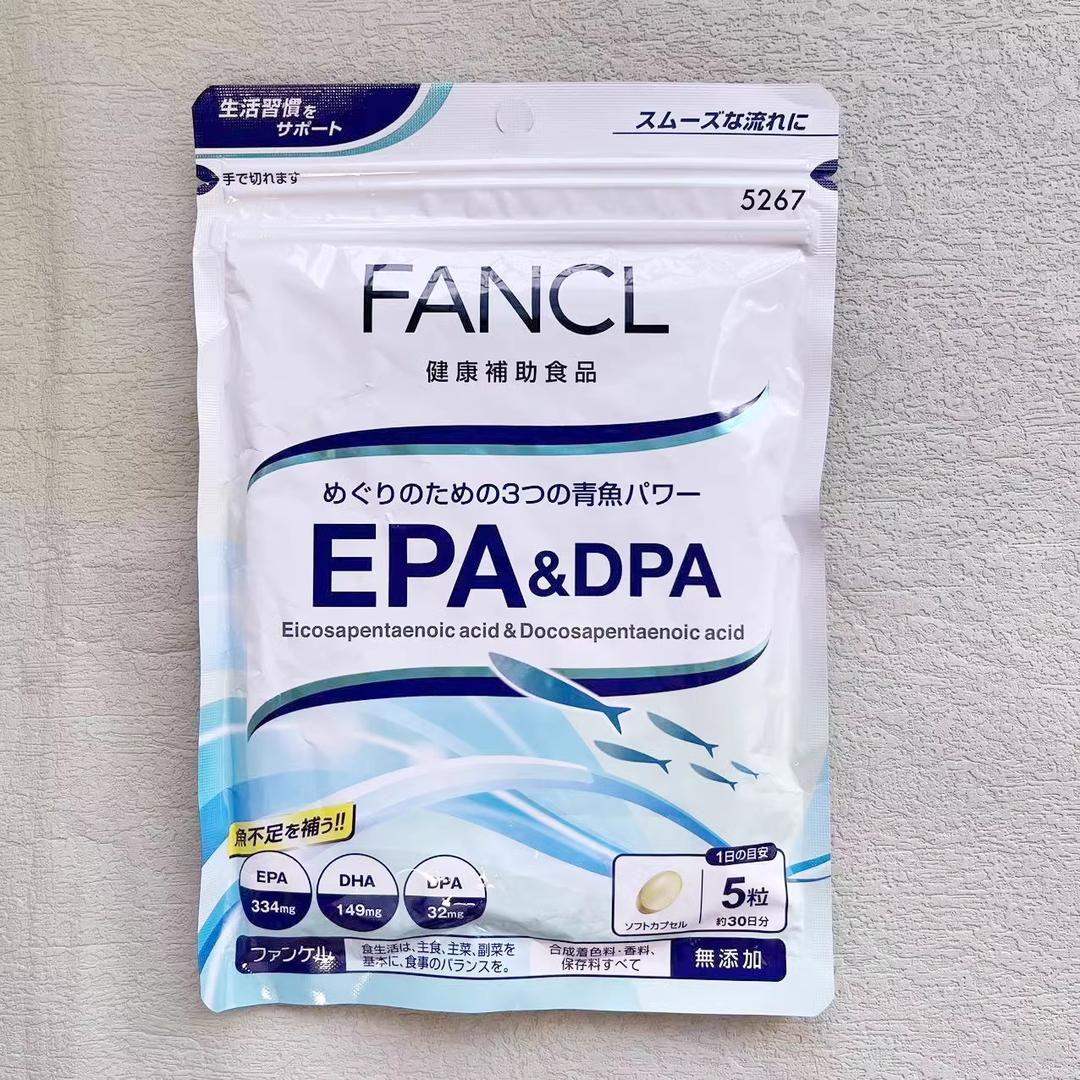 生活習慣を
サポート
スムーズな流れに
手で切れます
5267
FANCL
健康補助食品
めぐりのための3つの青魚パワー
EPA&DPA
Eicosapentaenoic acid & Docosapentaenoic acid
魚不足を補う!!
EPA
334mg
DHA
149mg
DPA
32mg
ソフトカプセル
1日の目安
5粒
約30日分
ファンケル
食生活は、主食、主菜、副菜を
基本に、食事のバランスを。
合成着色料・香料、
保存料すべて
無添加